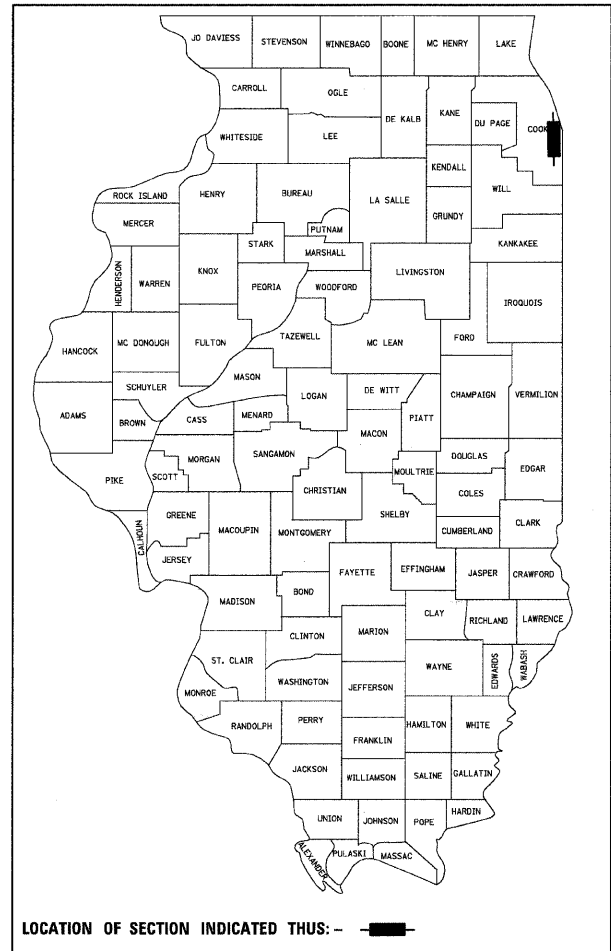 JO DAVIESS STEVENSON WINNEBAGO BOONE MC HENRY LAKE
CARROLL OGLE DE KALB KANE DU PAGE COOK
WHITESIDE LEE KENDALL WILL
ROCK ISLAND HENRY BUREAU LA SALLE GRUNDY
MERCER PUTNAM KANKAKEE
STARK MARSHALL LIVINGSTON
HENDERSON WARREN KNOX PEORIA WOODFORD IROQUOIS
HANCOCK MC DONOUGH FULTON TAZEWELL MC LEAN FORD
SCHUYLER MASON LOGAN DE WITT CHAMPAIGN VERMILION
ADAMS BROWN CASS MENARD MACON PIATT
PIKE SCOTT MORGAN SANGAMON MOULTRIE DOUGLAS EDGAR
CHRISTIAN COLES
CALHOUN GREENE MACOUPIN MONTGOMERY SHELBY CUMBERLAND CLARK
JERSEY FAYETTE EFFINGHAM JASPER CRAWFORD
MADISON BOND CLAY RICHLAND LAWRENCE
CLINTON MARION
ST. CLAIR WAYNE EDWARDS WABASH
MONROE WASHINGTON JEFFERSON
RANDOLPH PERRY HAMILTON WHITE
FRANKLIN
JACKSON WILLIAMSON SALINE GALLATIN
UNION JOHNSON POPE HARDIN
ALEXANDER PULASKI MASSAC
LOCATION OF SECTION INDICATED THUS: -